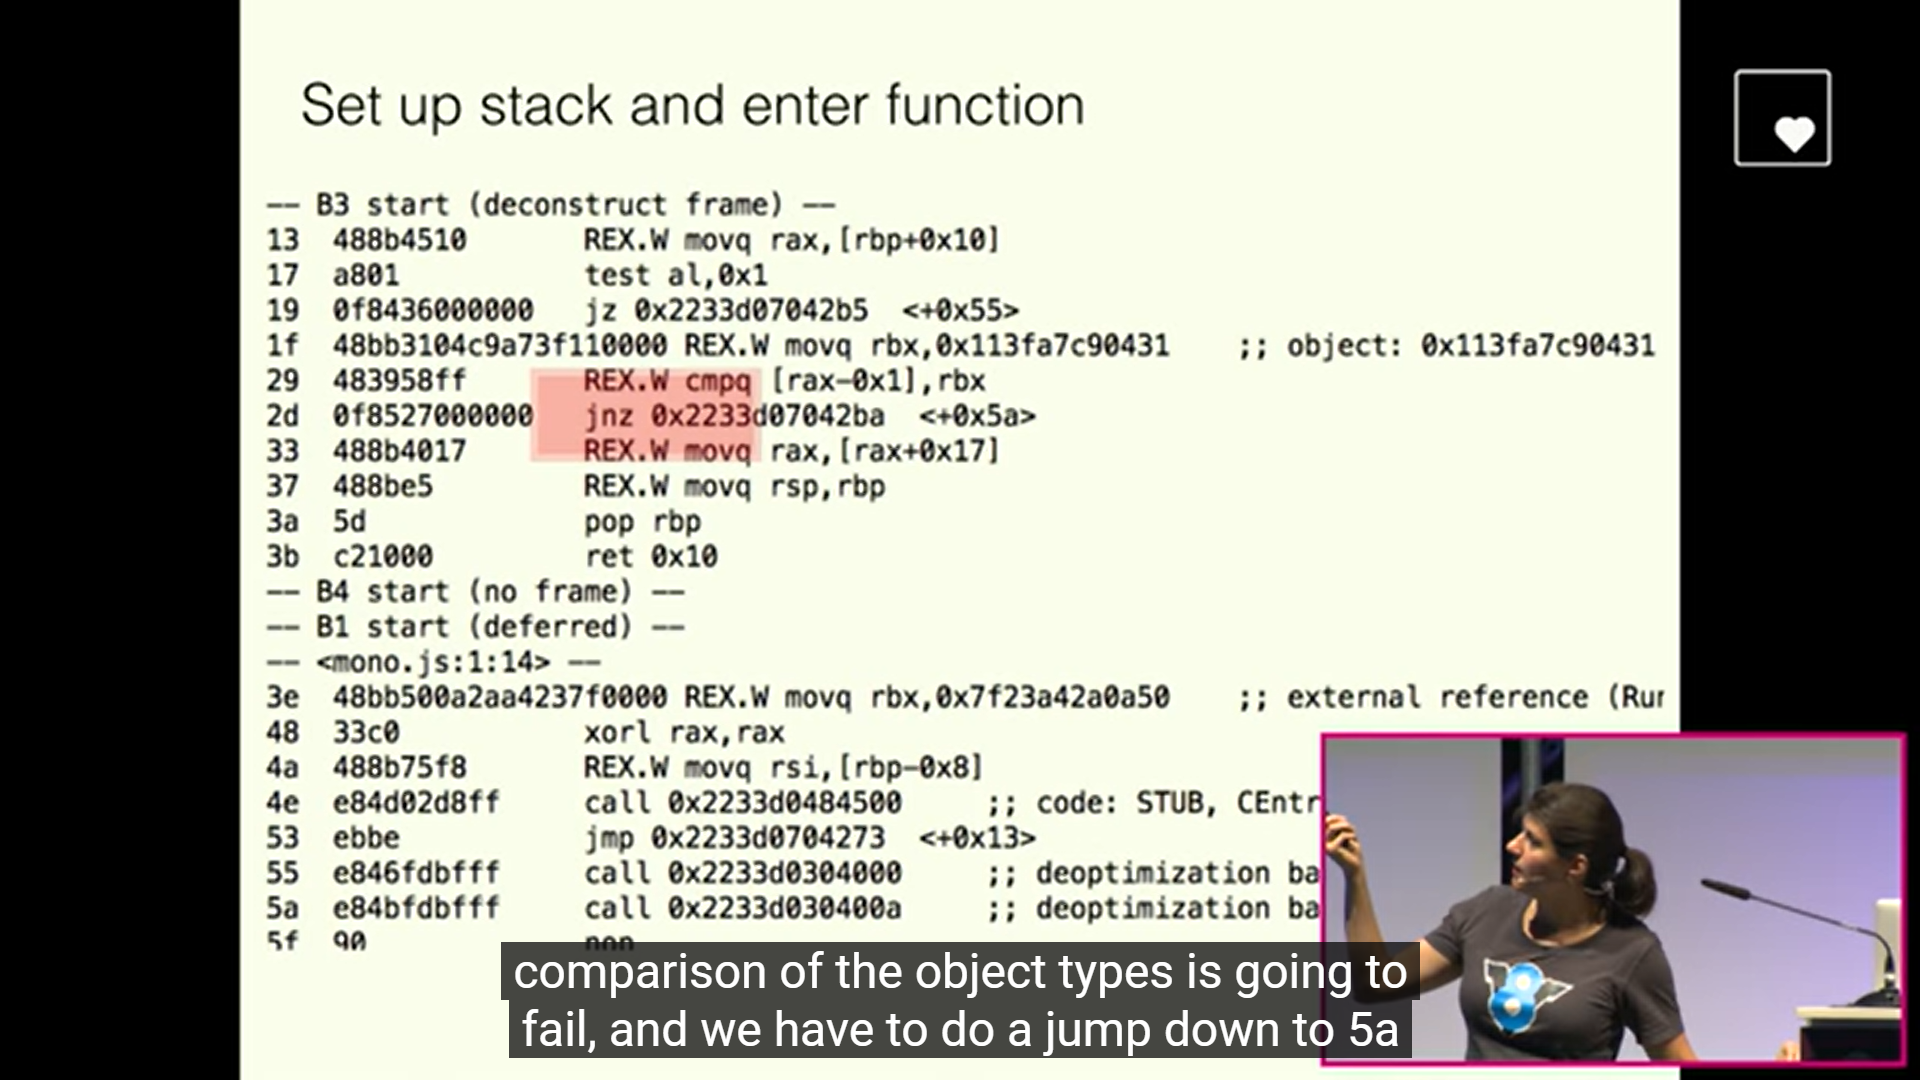 Set up stack and enter function
-- B3 start (deconstruct frame) --
13 488b4510 REX.W movq rax,[rbp+0x10]
17 a801 test al,0x1
19 0f8436000000 jz 0x2233d07042b5 <+0x55>
1f 48bb3104c9a73f110000 REX.W movq rbx,0x113fa7c90431 ;; object: 0x113fa7c90431
29 483958ff REX.W cmpq [rax-0x1],rbx
2d 0f8527000000 jnz 0x2233d07042ba <+0x5a>
33 488b4017 REX.W movq rax,[rax+0x17]
37 488be5 REX.W movq rsp,rbp
3a 5d pop rbp
3b c21000 ret 0x10
-- B4 start (no frame) --
-- B1 start (deferred) --
-- <mono.js:1:14> --
3e 48bb500a2aa4237f0000 REX.W movq rbx,0x7f23a42a0a50 ;; external reference (Rur
48 33c0 xorl rax,rax
4a 488b75f8 REX.W movq rsi,[rbp-0x8]
4e e84d02d8ff call 0x2233d0484500 ;; code: STUB, CEntr
53 ebbe jmp 0x2233d0704273 <+0x13>
55 e846fdbfff call 0x2233d0304000 ;; deoptimization ba
5a e84bfdbfff call 0x2233d030400a ;; deoptimization ba
5f 90 nop
comparison of the object types is going to
fail, and we have to do a jump down to 5a